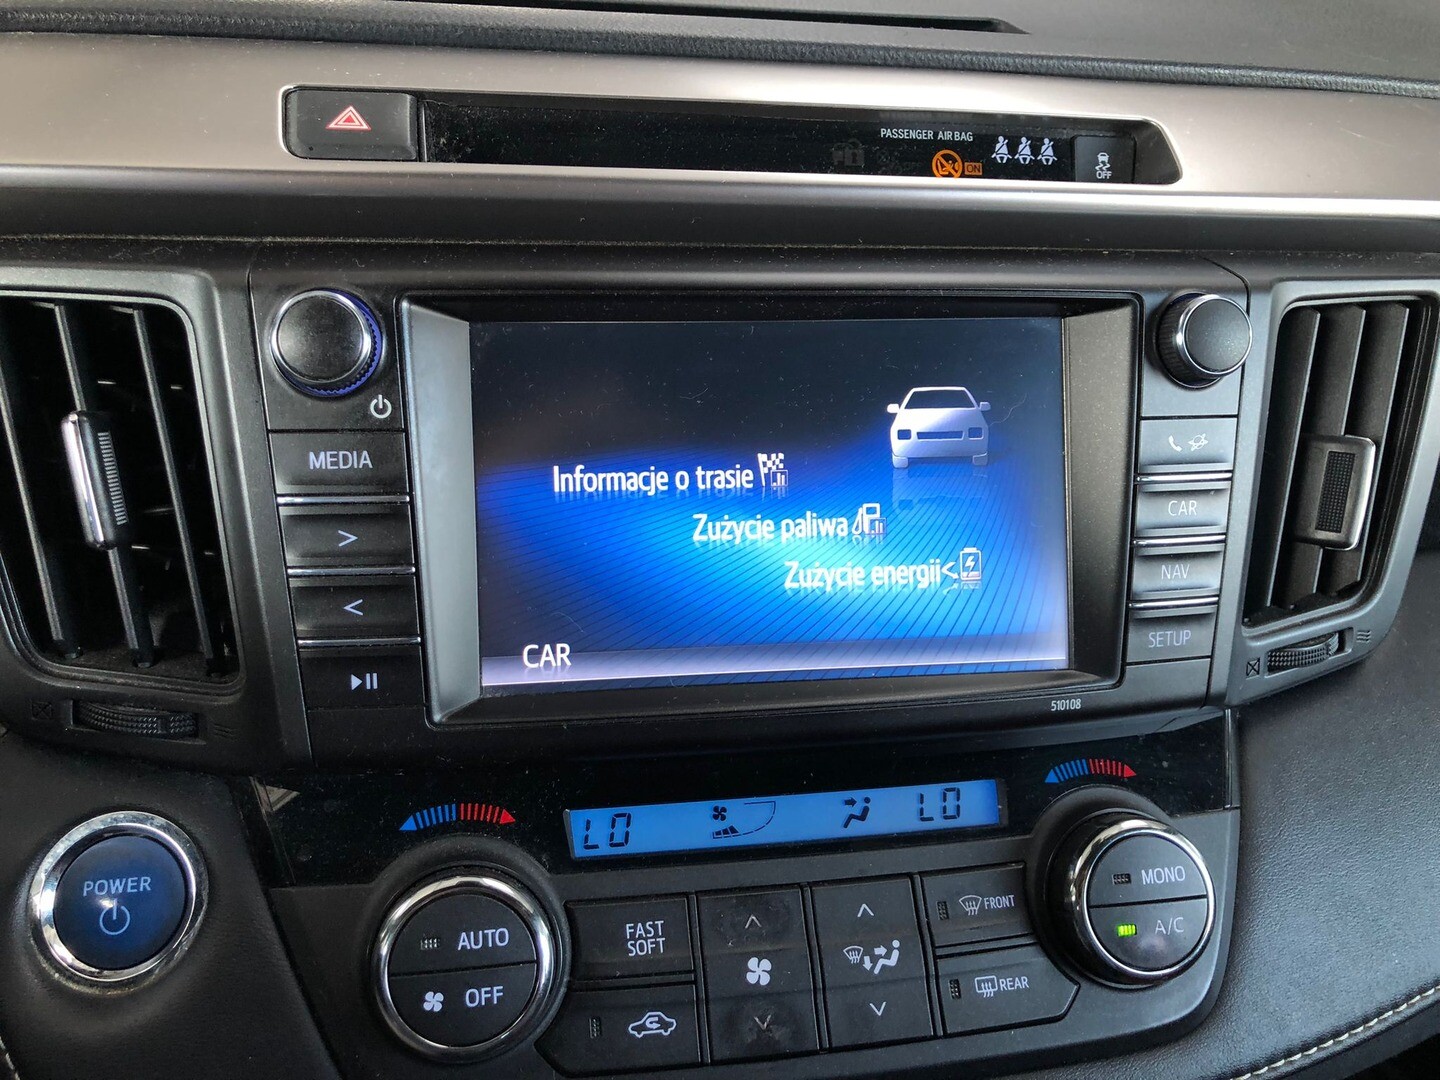 PASSENGER AIR BAG
ON
OFF
MEDIA
Informacje o trasie
Zużycie paliwa
Zużycie energii
CAR
CAR
NAV
SETUP
510108
LO
LO
POWER
AUTO
OFF
FAST
SOFT
FRONT
REAR
MONO
A/C